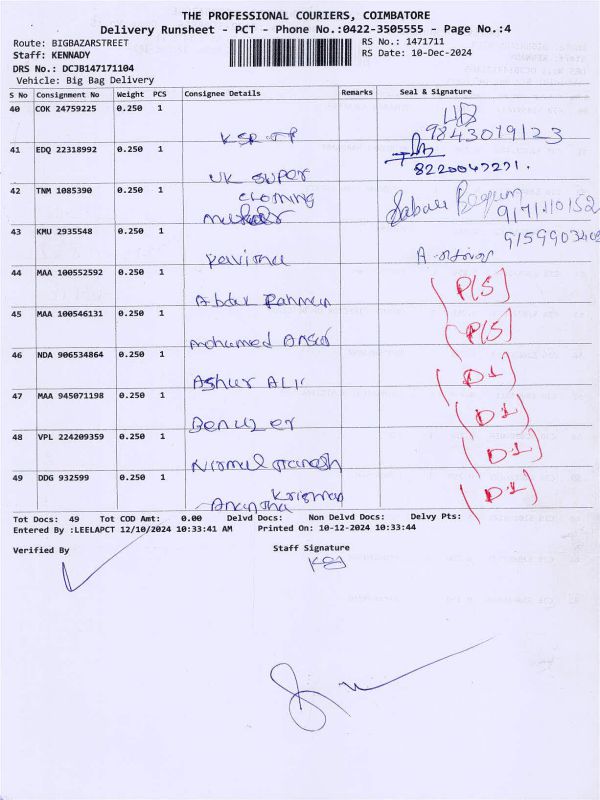 THE PROFESSIONAL COURIERS, COIMBATORE
Delivery Runsheet - PCT - Phone No.:0422-3505555 - Page No.:4
Route: BIGBAZARSTREET
RS No.: 1471711
Staff: KENNADY
RS Date: 10-Dec-2024
DRS No.: DCJB147171104
Vehicle: Big Bag Delivery
S No Consignment No Weight PCS Consignee Details Remarks Seal & Signature
40 COK 24759225 0.250 1
KSR
9843079123
41 EDQ 22318992 0.250 1
UK SUPER
8220047271.
42 TNM 1085390 0.250 1
CLOTHING
Begum
43 KMU 2935548 0.250 1
Kavitha
44 MAA 100552592 0.250 1
Abdul Rahman
(P/S)
45 MAA 100546131 0.250 1
Mohamed Ansar
(P/S)
46 NDA 906534864 0.250 1
Ashur ALI
(D1)
47 MAA 945071198 0.250 1
(D1)
48 VPL 224209359 0.250 1
Nirmal Ganesh
(D1)
49 DDG 932599 0.250 1
Anantha Krishnan
(D1)
Tot Docs: 49 Tot COD Amt: 0.00 Delvd Docs: Non Delvd Docs: Delvy Pts:
Entered By :LEELAPCT 12/10/2024 10:33:41 AM Printed On: 10-12-2024 10:33:44
Verified By
Staff Signature